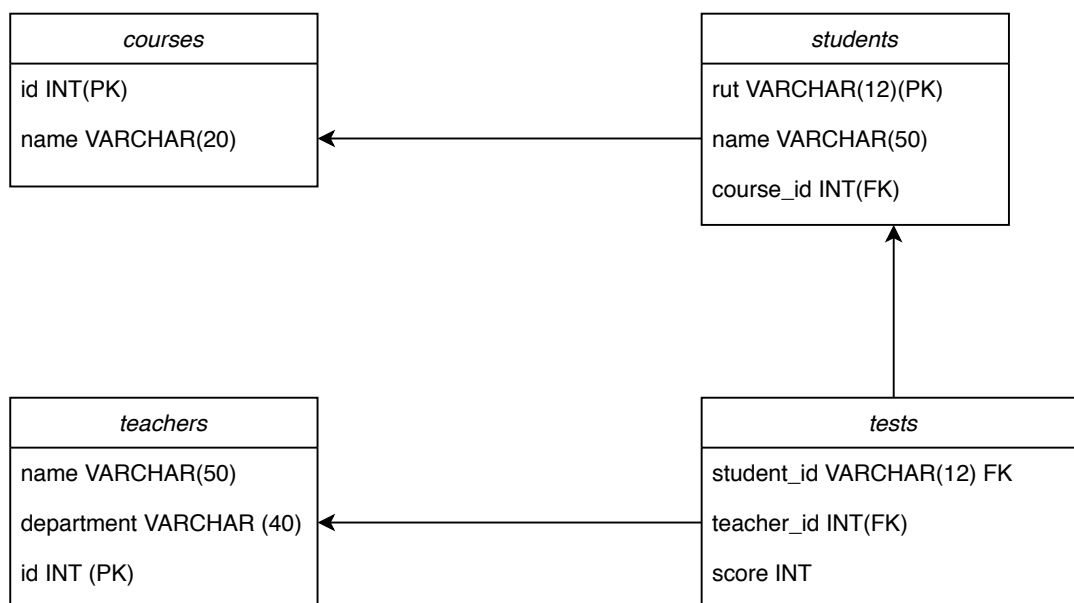 courses
id INT(PK)
name VARCHAR(20)
students
rut VARCHAR(12)(PK)
name VARCHAR(50)
course_id INT(FK)
teachers
name VARCHAR(50)
department VARCHAR (40)
id INT (PK)
tests
student_id VARCHAR(12) FK
teacher_id INT(FK)
score INT